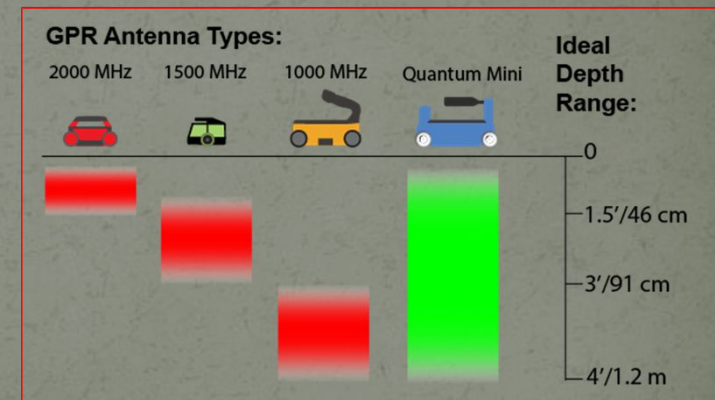 GPR Antenna Types:
2000 MHz
1500 MHz
1000 MHz
Quantum Mini
Ideal
Depth
Range:
0
1.5’/46 cm
3’/91 cm
4’/1.2 m